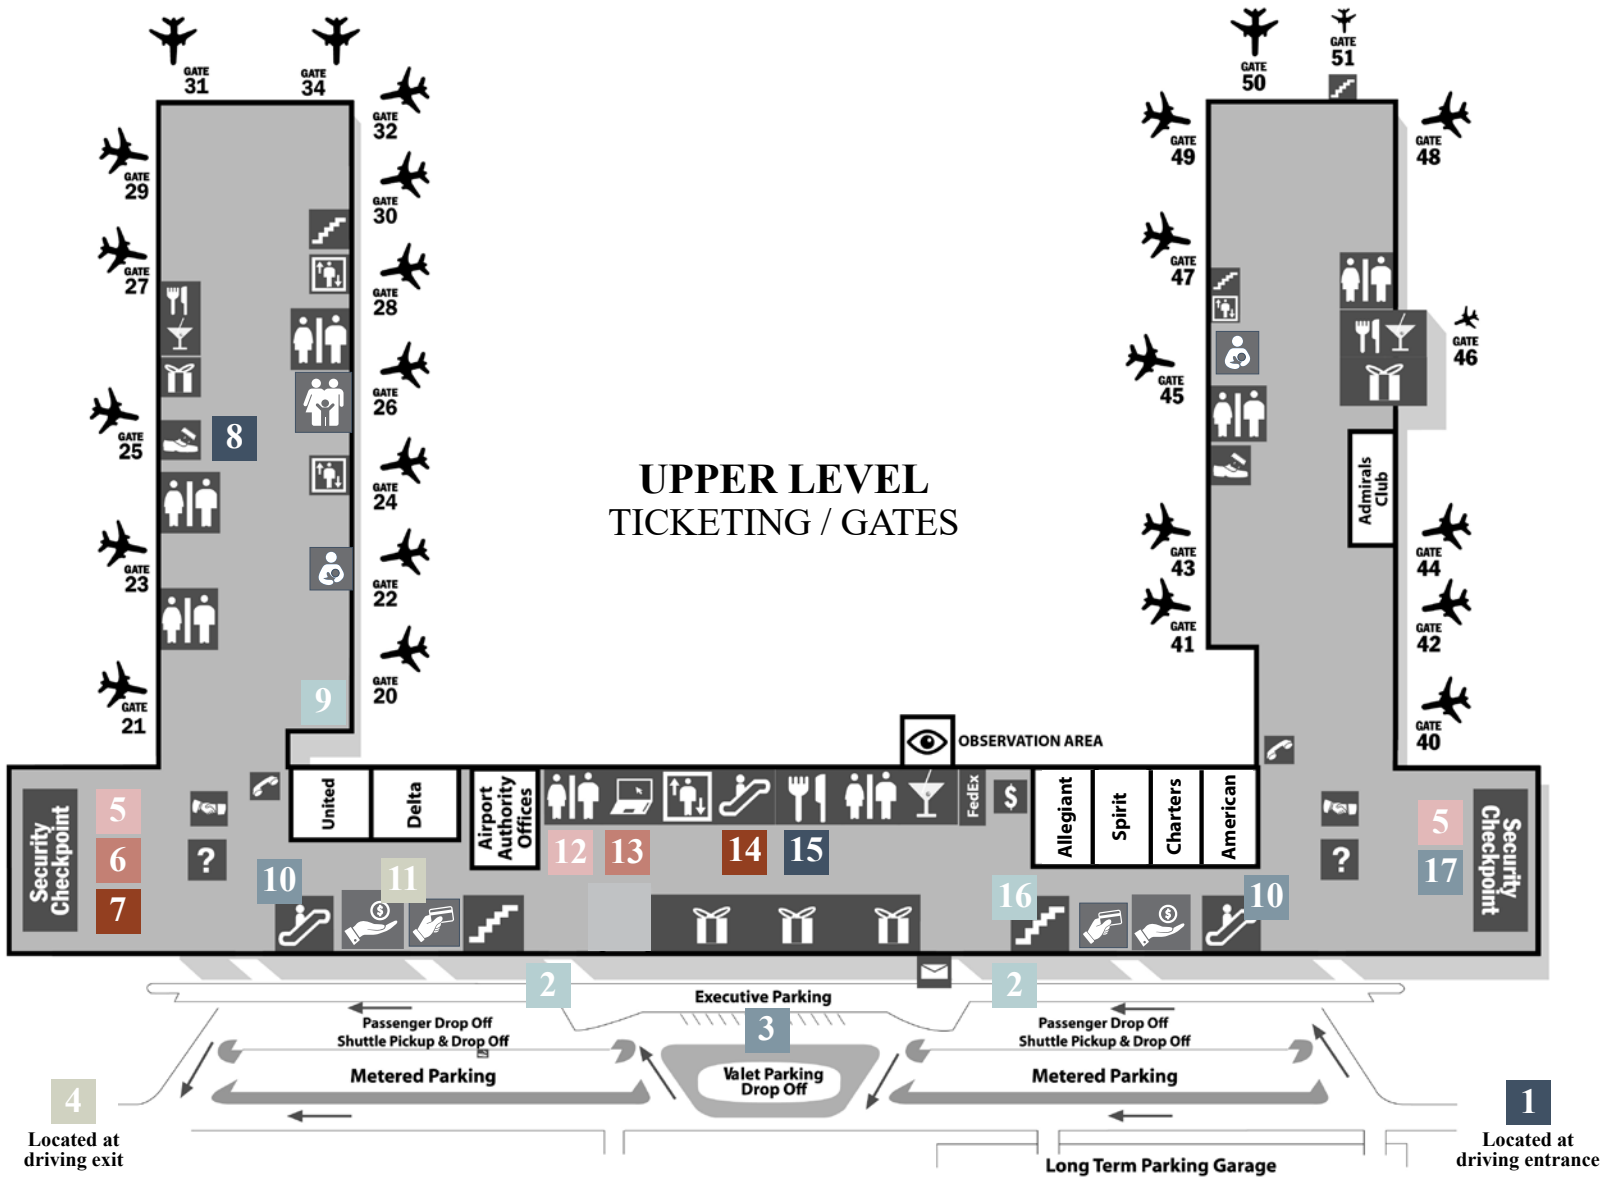 GATE
31
GATE
34
GATE
32
GATE
29
GATE
30
GATE
27
GATE
28
GATE
26
GATE
25
8
GATE
24
GATE
23
GATE
22
GATE
21
GATE
20
9
GATE
50
GATE
51
GATE
49
GATE
48
GATE
47
GATE
46
GATE
45
Admirals
Club
GATE
43
GATE
44
GATE
41
GATE
42
GATE
40
UPPER LEVEL
TICKETING / GATES
OBSERVATION AREA
Security
Checkpoint
5
6
7
?
United
Delta
Airport
Authority
Offices
FedEx
$
Allegiant
Spirit
Charters
American
12
13
14
15
10
11
$
16
$
10
?
5
17
Security
Checkpoint
2
Executive Parking
2
3
Passenger Drop Off
Shuttle Pickup & Drop Off
Metered Parking
Valet Parking
Drop Off
Passenger Drop Off
Shuttle Pickup & Drop Off
Metered Parking
4
Located at
driving exit
1
Located at
driving entrance
Long Term Parking Garage